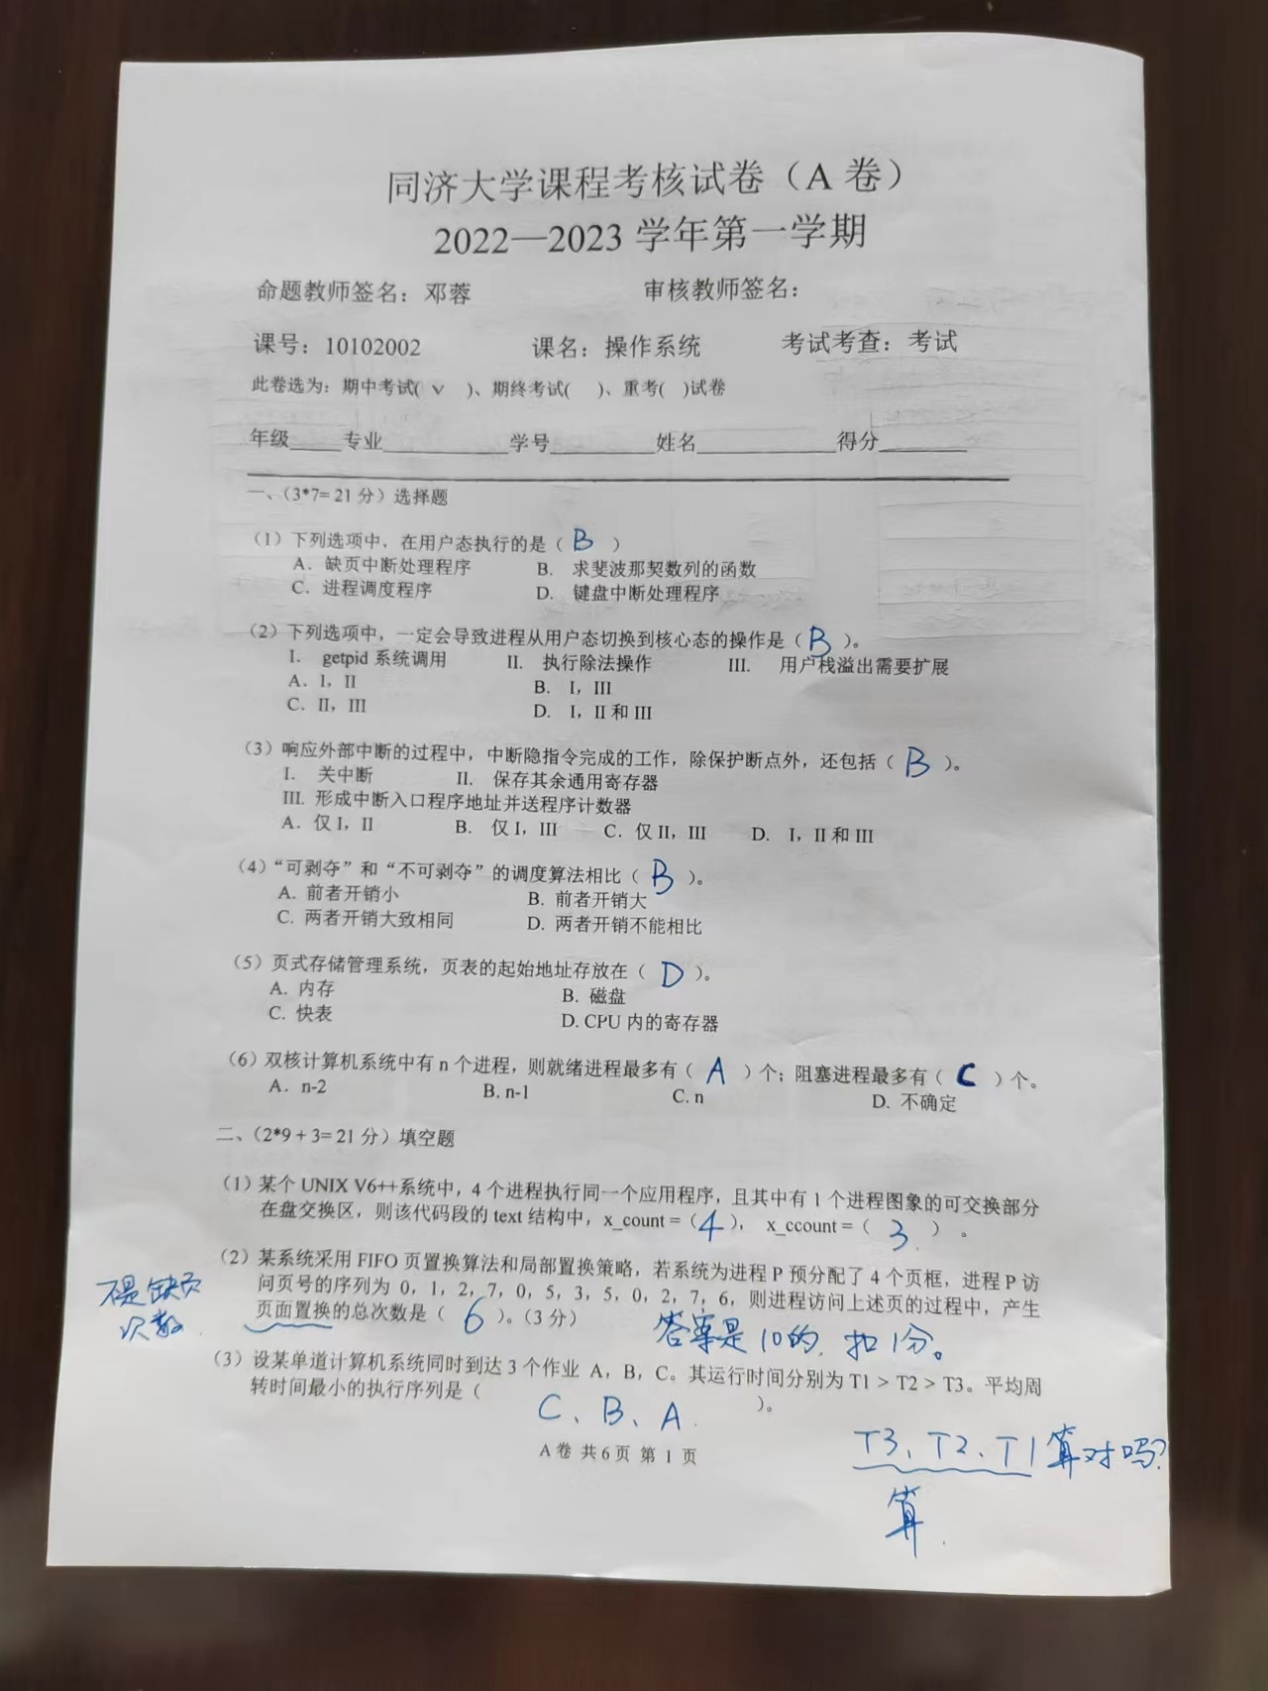 同济大学课程考核试卷（A 卷）
2022—2023 学年第一学期
命题教师签名：邓蓉 审核教师签名：
课号：10102002 课名：操作系统 考试考查：考试
此卷选为：期中考试( ∨ )、期终考试( )、重考( )试卷
年级_____专业____________学号__________姓名_____________得分________
一、（3*7= 21 分）选择题
（1）下列选项中，在用户态执行的是（ B ）
A．缺页中断处理程序 B． 求斐波那契数列的函数
C．进程调度程序 D． 键盘中断处理程序
（2）下列选项中，一定会导致进程从用户态切换到核心态的操作是（ B ）。
I． getpid 系统调用 II． 执行除法操作 III． 用户栈溢出需要扩展
A．I，II B． I，III
C．II，III D． I，II 和 III
（3）响应外部中断的过程中，中断隐指令完成的工作，除保护断点外，还包括（ B ）。
I． 关中断 II． 保存其余通用寄存器
III. 形成中断入口程序地址并送程序计数器
A．仅 I，II B． 仅 I，III C．仅 II，III D． I，II 和 III
（4）“可剥夺”和“不可剥夺”的调度算法相比（ B ）。
A. 前者开销小 B. 前者开销大
C. 两者开销大致相同 D. 两者开销不能相比
（5）页式存储管理系统，页表的起始地址存放在（ D ）。
A. 内存 B. 磁盘
C. 快表 D. CPU 内的寄存器
（6）双核计算机系统中有 n 个进程，则就绪进程最多有（ A ）个；阻塞进程最多有（ C ）个。
A．n-2 B. n-1 C. n D. 不确定
二、（2*9 + 3= 21 分）填空题
（1）某个 UNIX V6++系统中，4 个进程执行同一个应用程序，且其中有 1 个进程图象的可交换部分
在盘交换区，则该代码段的 text 结构中，x_count =（ 4 ）， x_ccount =（ 3 ）。
（2）某系统采用 FIFO 页置换算法和局部置换策略，若系统为进程 P 预分配了 4 个页框，进程 P 访
问页号的序列为 0，1，2，7，0，5，3，5，0，2，7，6，则进程访问上述页的过程中，产生
页面置换的总次数是（ 6 ）。（3 分）
不是缺页
次数
答案是10的，扣1分。
（3）设某单道计算机系统同时到达 3 个作业 A，B，C。其运行时间分别为 T1 > T2 > T3。平均周
转时间最小的执行序列是（ C、B、A ）。
T3、T2、T1算对吗?
算.
A 卷 共 6 页 第 1 页